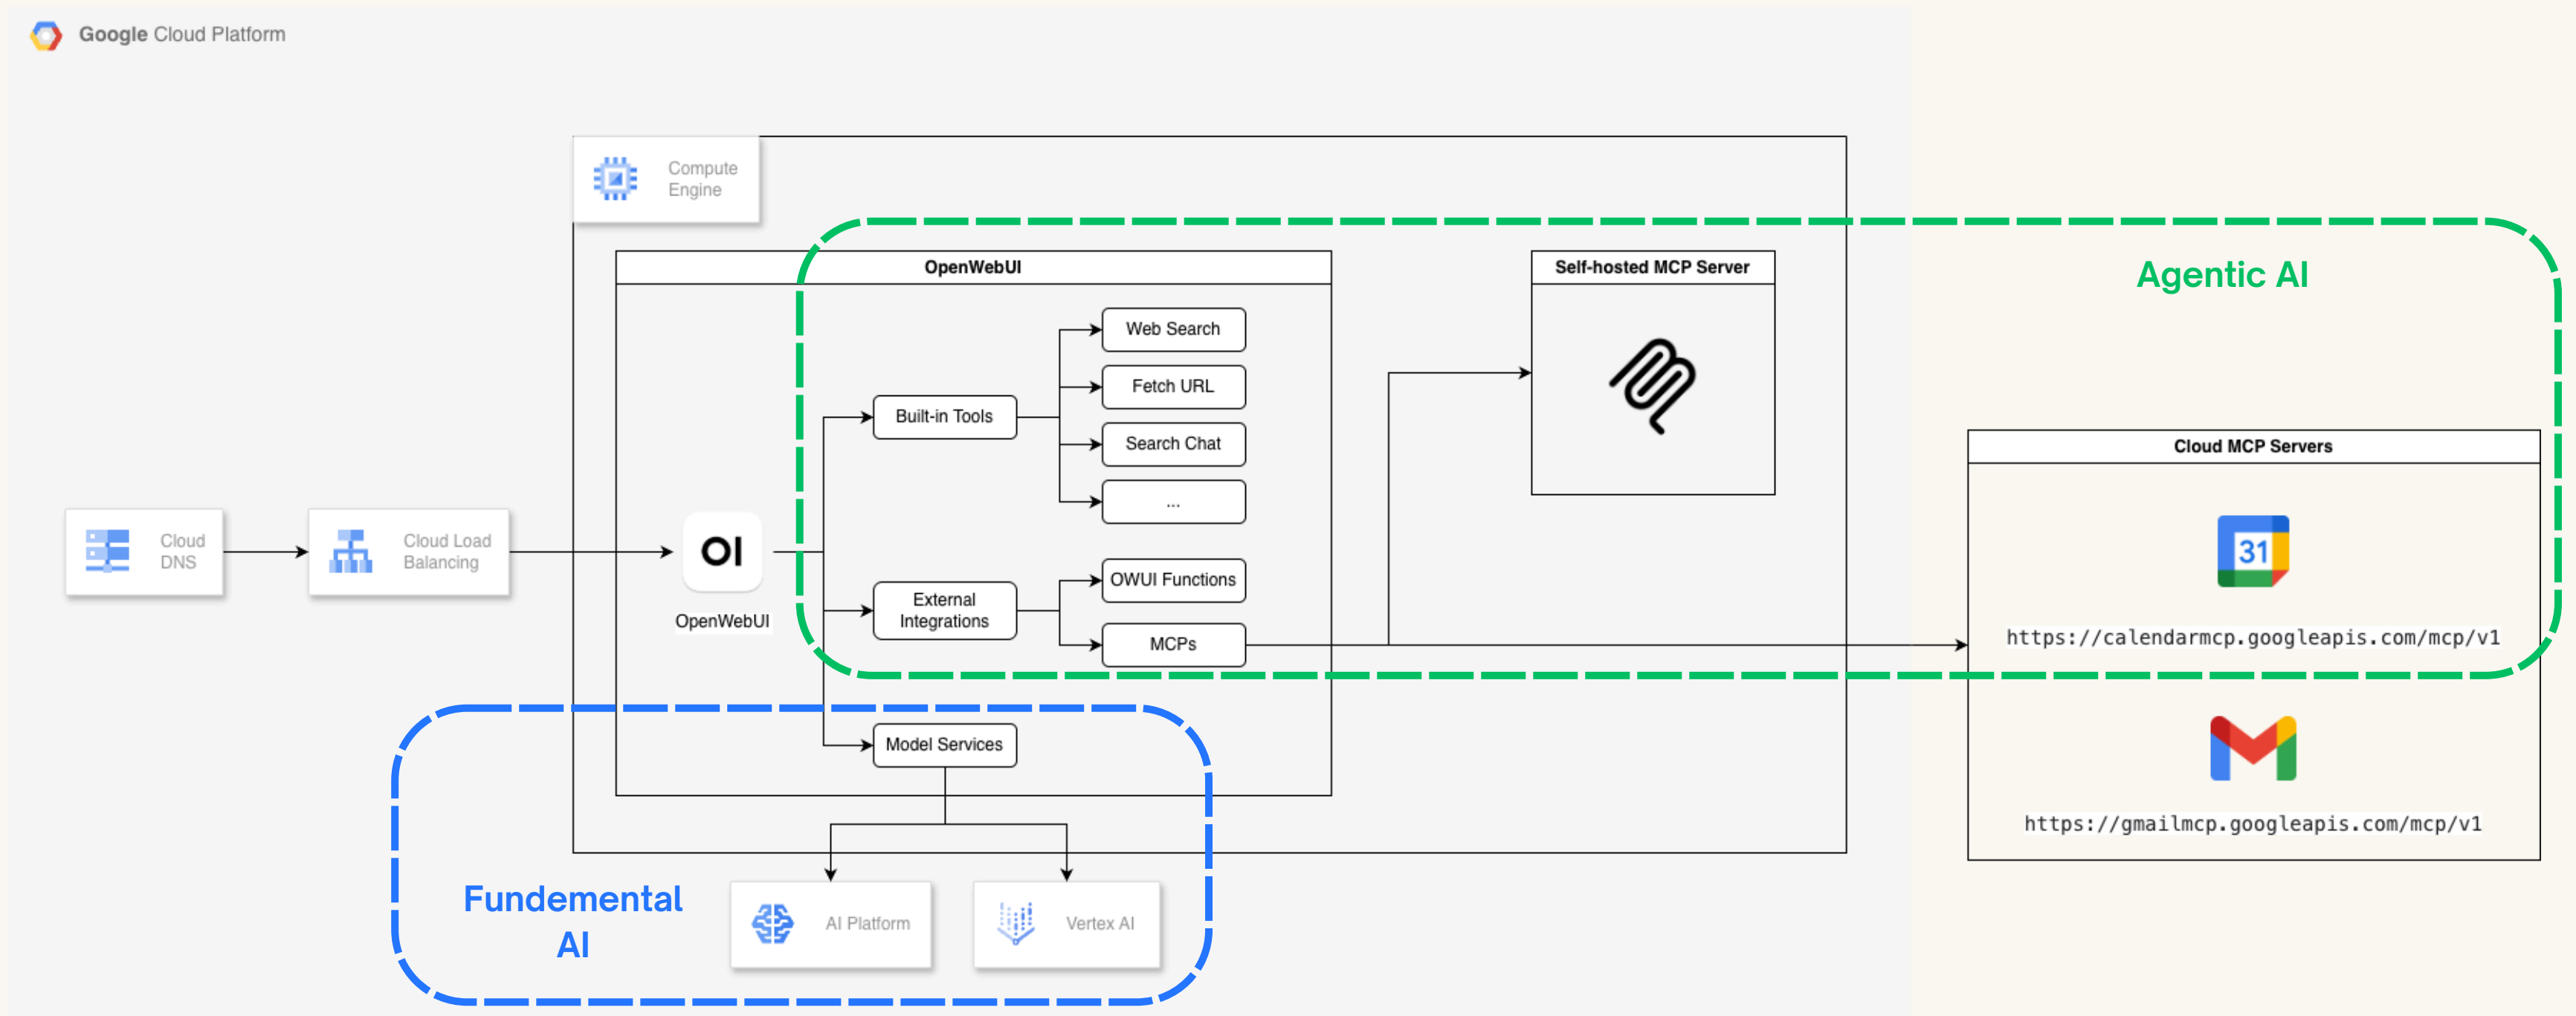 Google Cloud Platform
Compute
Engine
OpenWebUI
Self-hosted MCP Server
Agentic AI
Web Search
Fetch URL
Built-in Tools
Search Chat
...
Cloud MCP Servers
31
Cloud
DNS
Cloud Load
Balancing
OI
OpenWebUI
External
Integrations
OWUI Functions
MCPs
https://calendarmcp.googleapis.com/mcp/v1
Model Services
https://gmailmcp.googleapis.com/mcp/v1
Fundemental
AI
AI Platform
Vertex AI